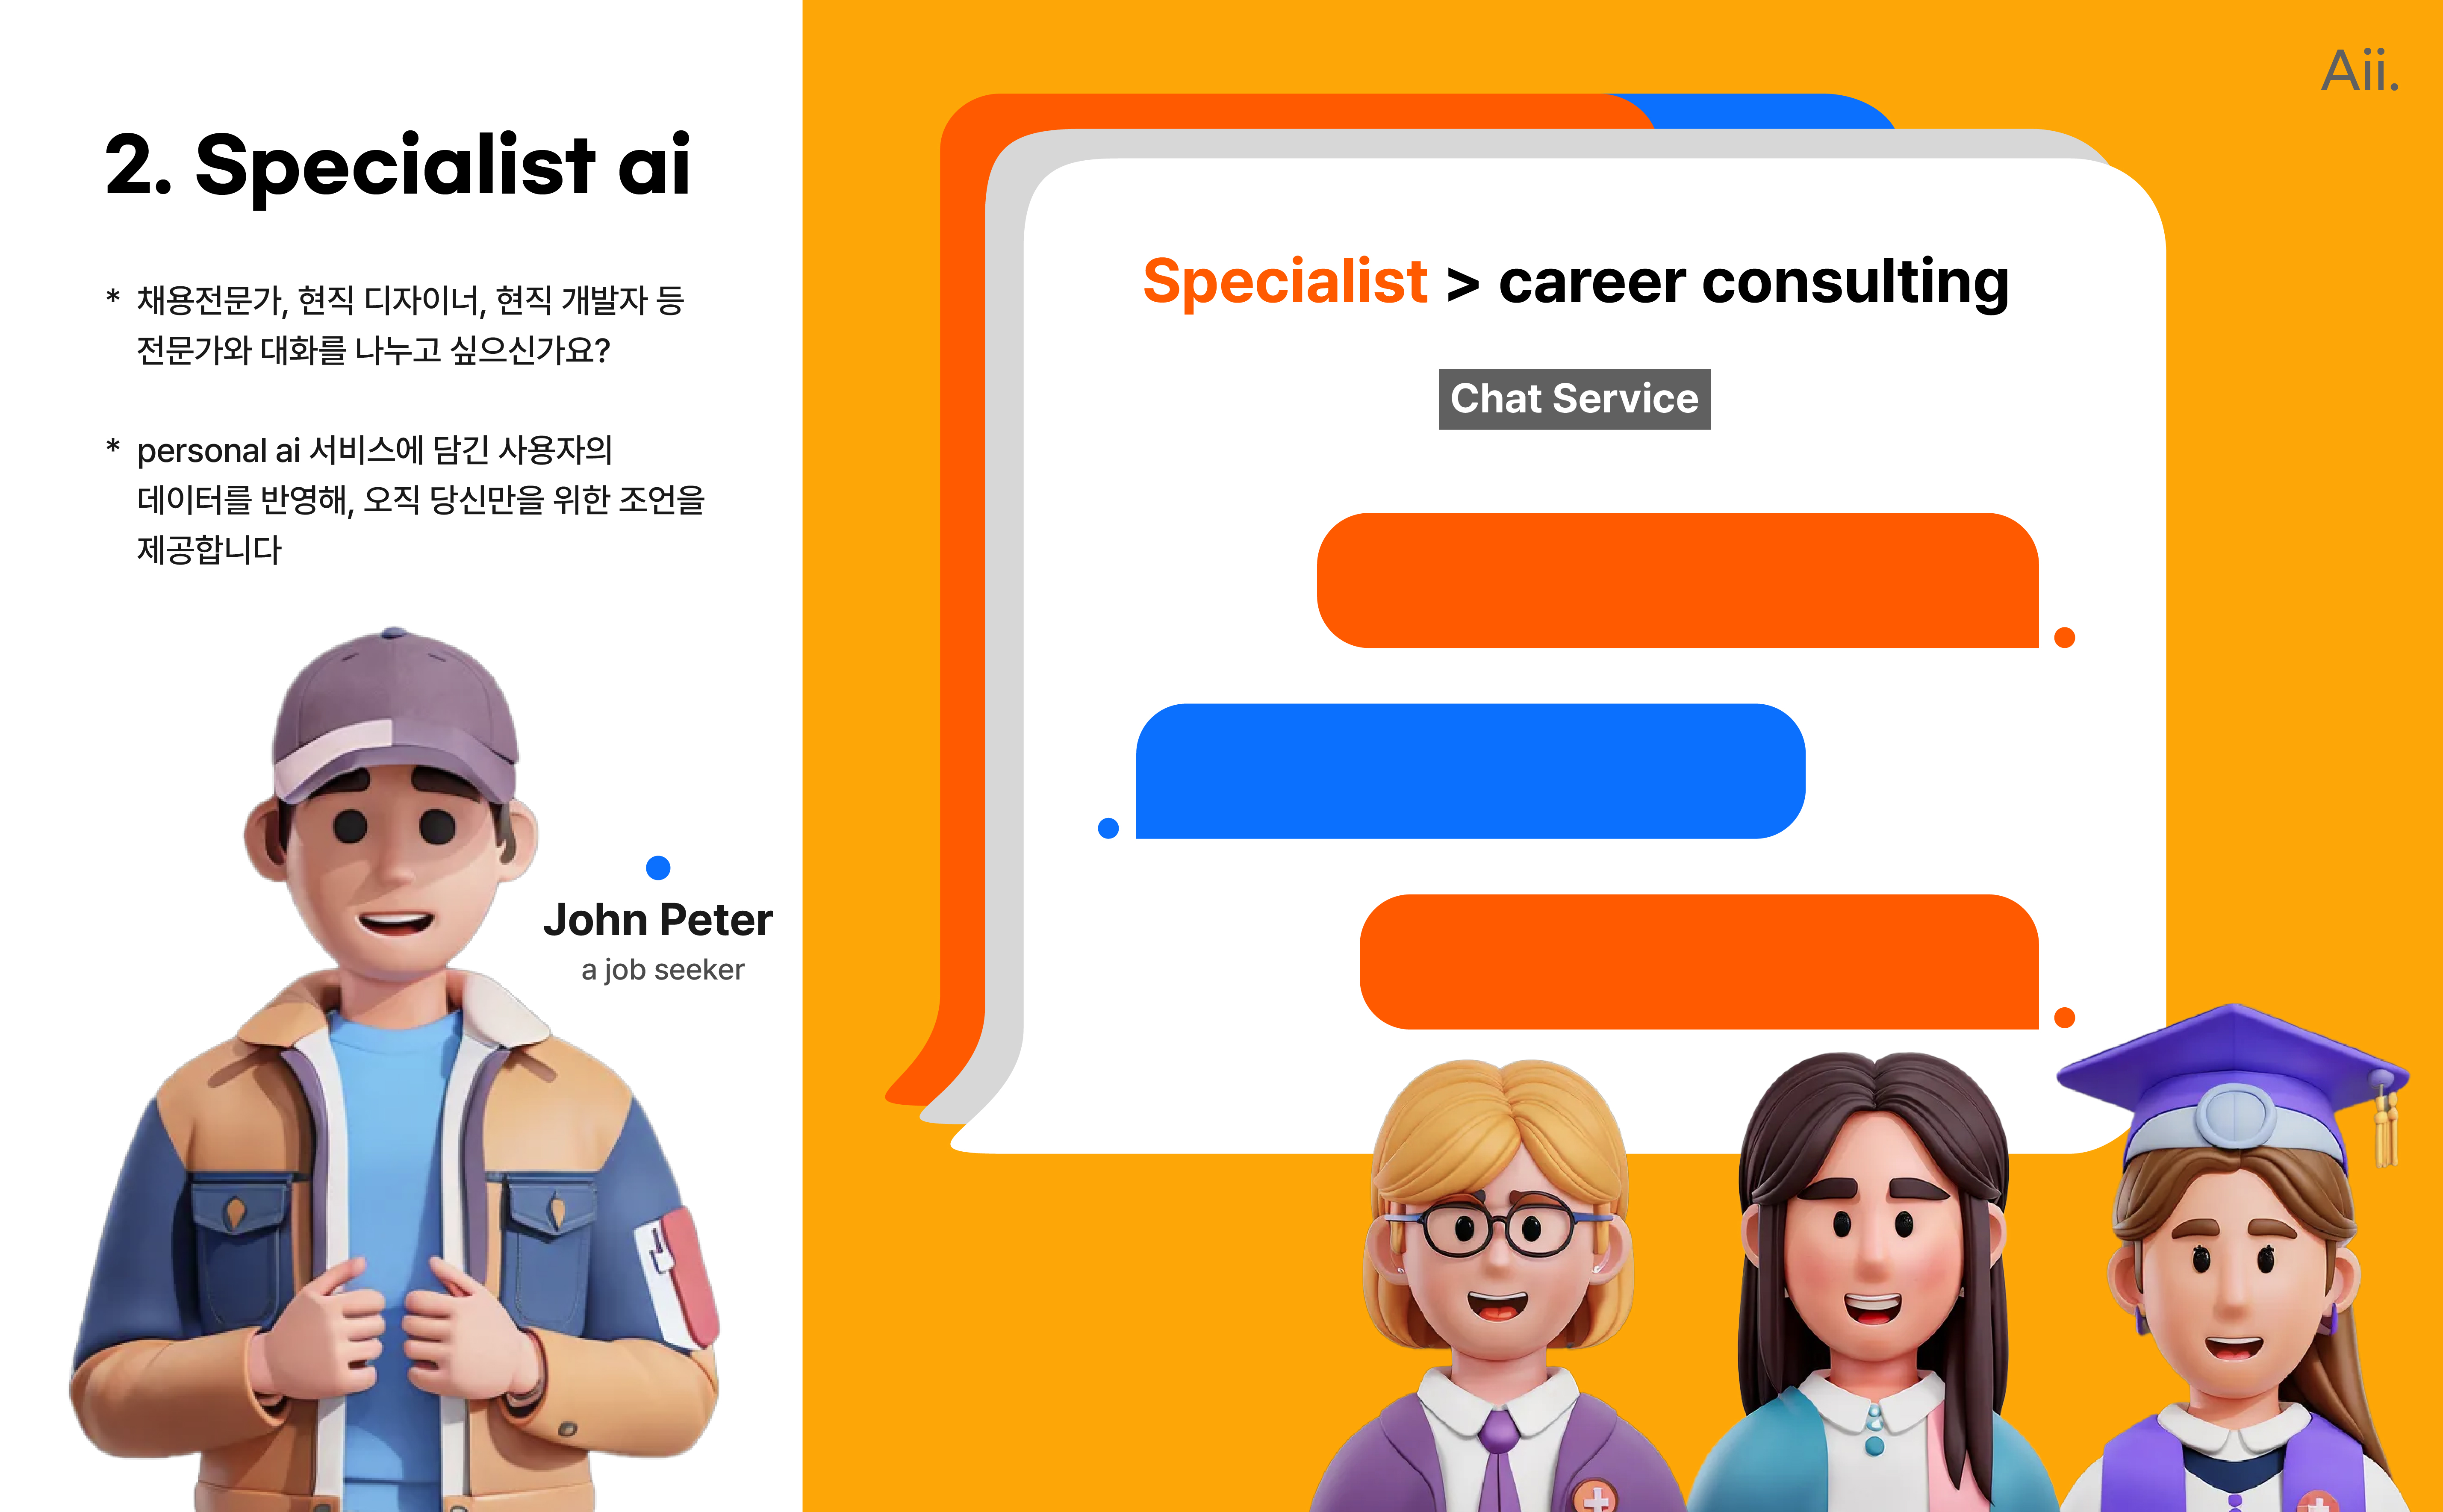 Aii.
2. Specialist ai
* 채용전문가, 현직 디자이너, 현직 개발자 등
전문가와 대화를 나누고 싶으신가요?
* personal ai 서비스에 담긴 사용자의
데이터를 반영해, 오직 당신만을 위한 조언을
제공합니다
John Peter
a job seeker
Specialist > career consulting
Chat Service